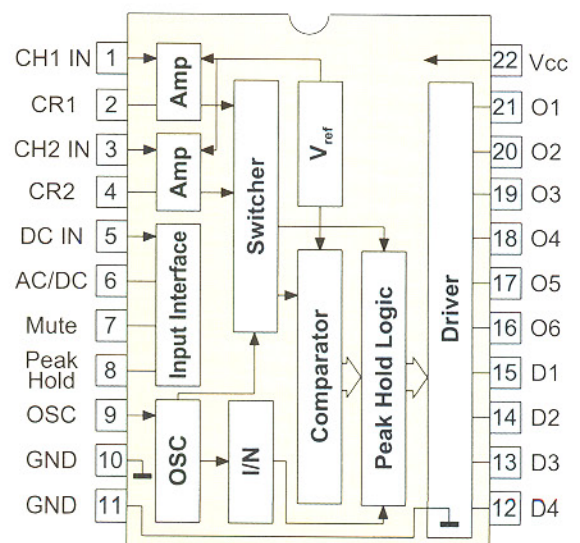 CH1 IN 1
CR1 2
CH2 IN 3
CR2 4
DC IN 5
AC/DC 6
Mute 7
Peak
Hold 8
OSC 9
GND 10
GND 11
Amp
Amp
Input Interface
OSC
Switcher
I/N
Vref
Comparator
Peak Hold Logic
Driver
22 Vcc
21 O1
20 O2
19 O3
18 O4
17 O5
16 O6
15 D1
14 D2
13 D3
12 D4